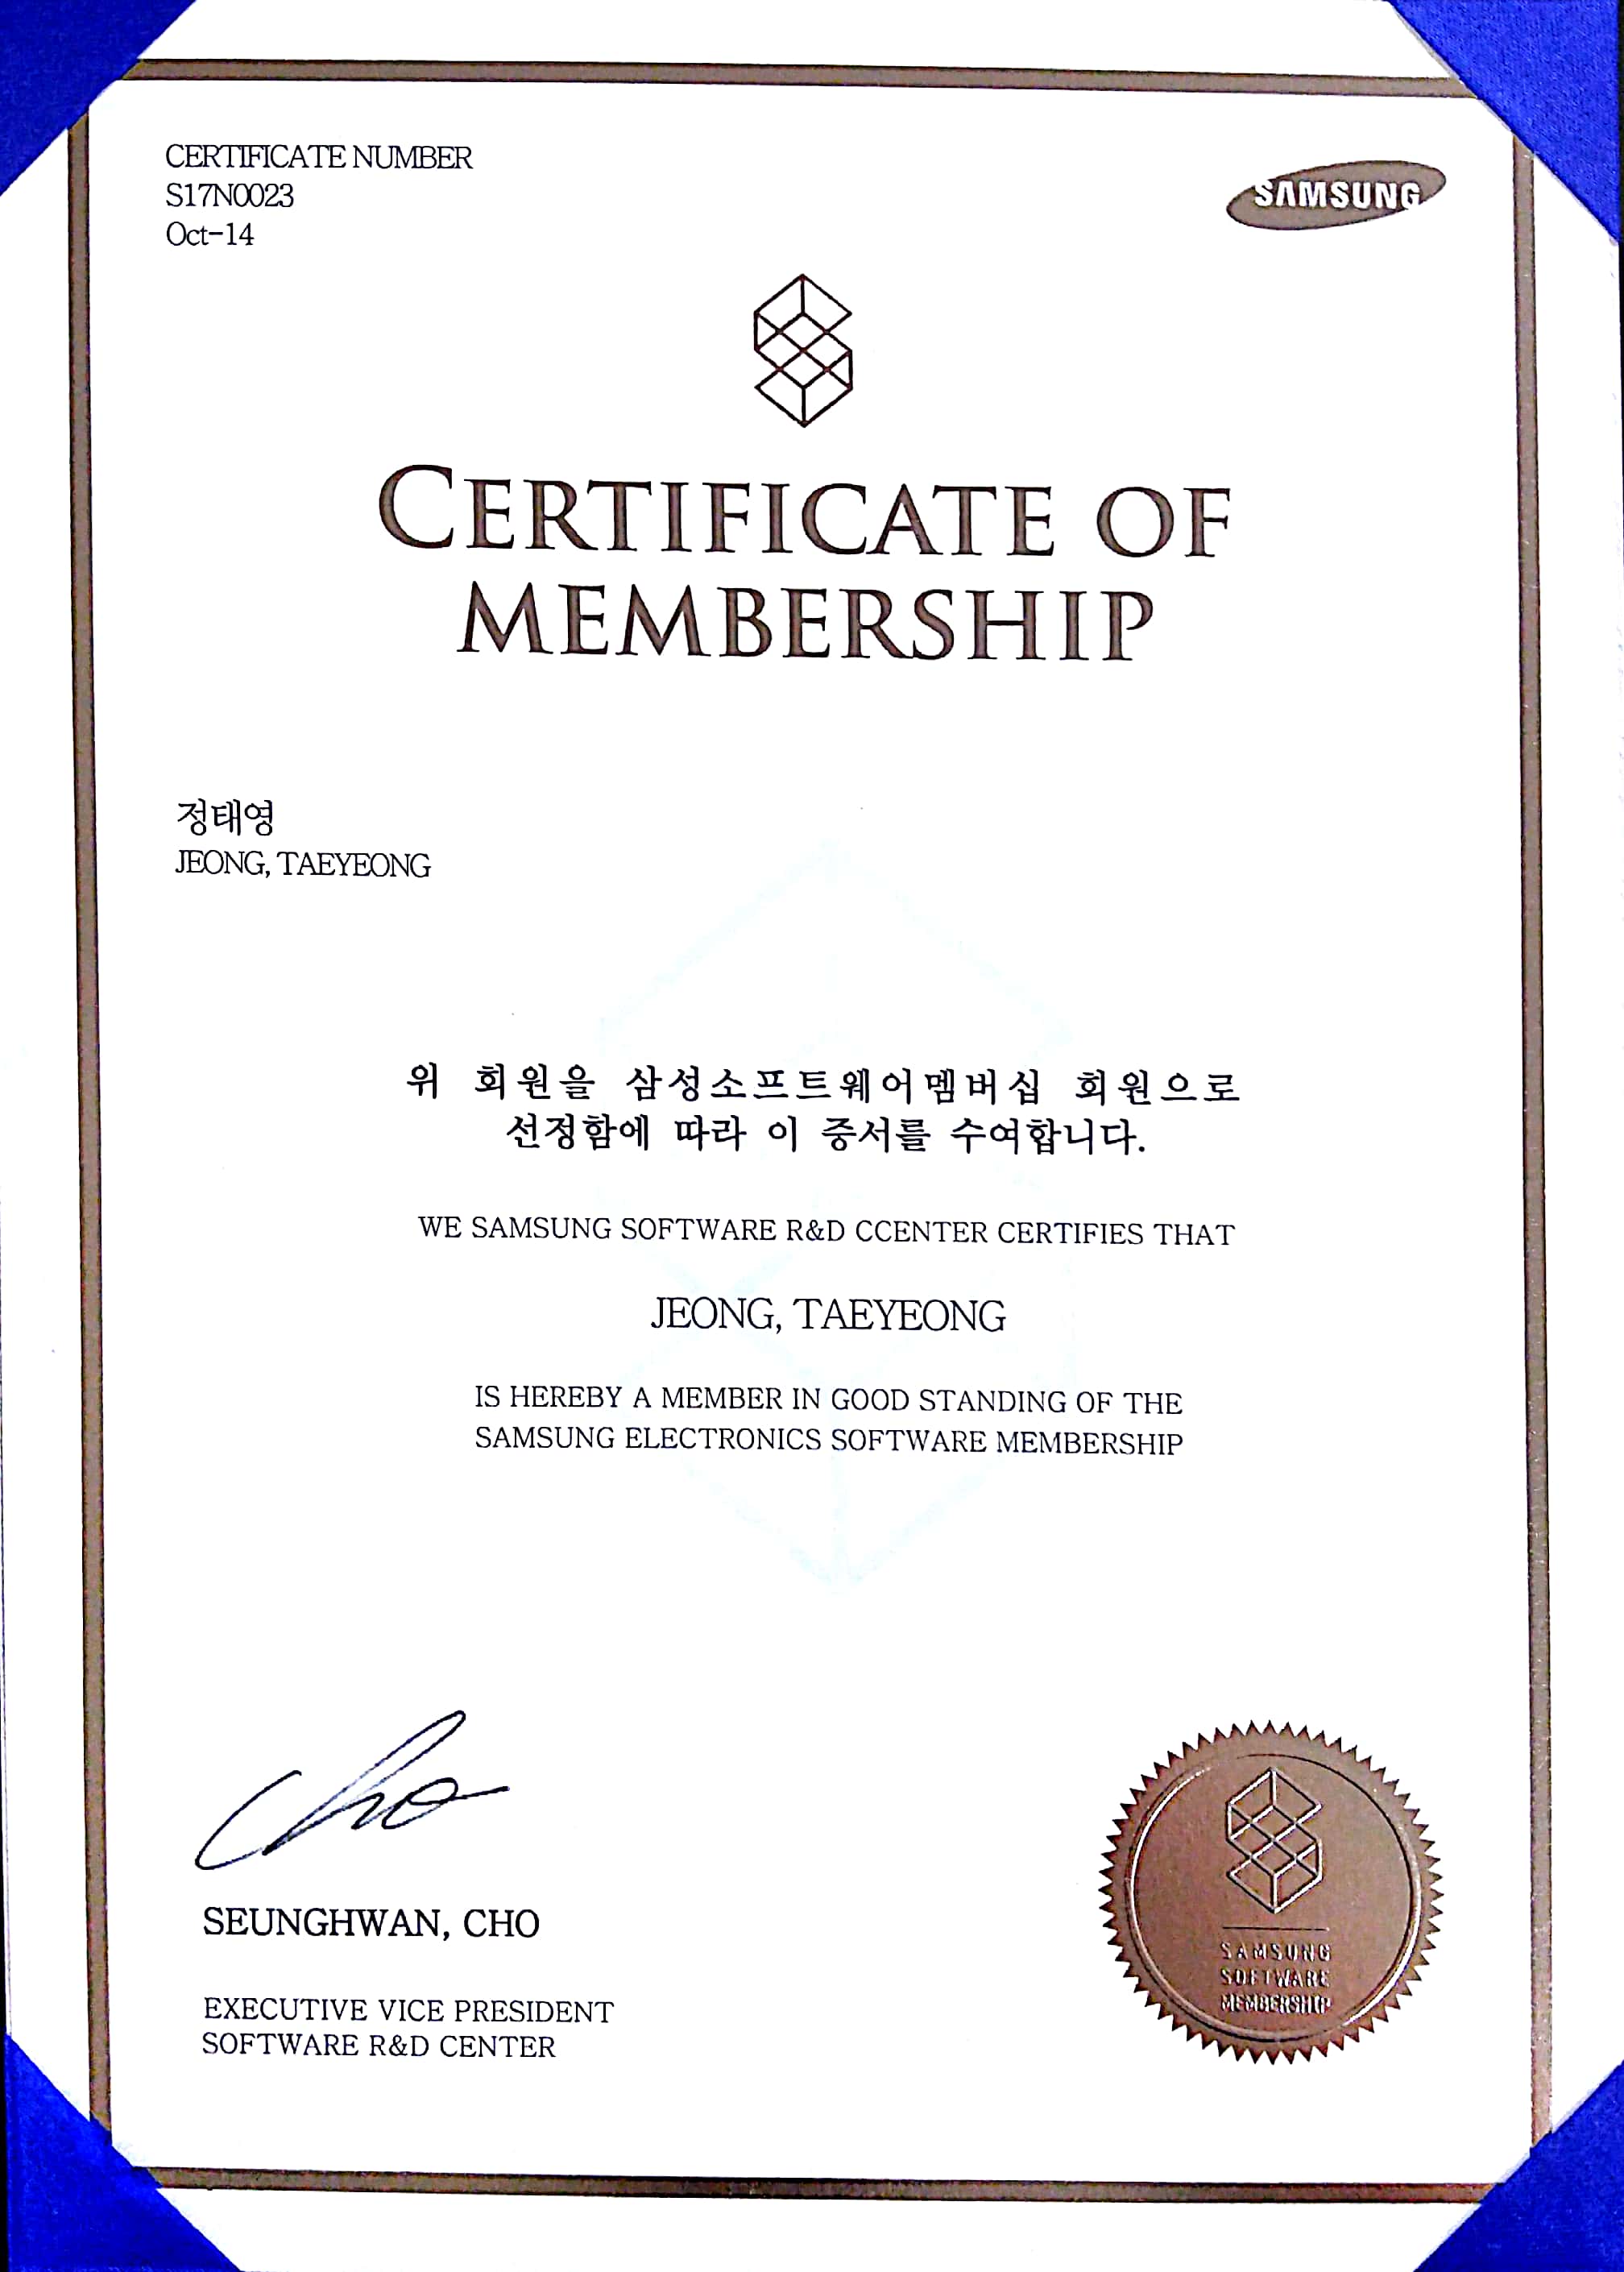 CERTIFICATE NUMBER
S17N0023
Oct-14
SAMSUNG
CERTIFICATE OF
MEMBERSHIP
정태영
JEONG, TAEYEONG
위 회원을 삼성소프트웨어멤버십 회원으로
선정함에 따라 이 증서를 수여합니다.
WE SAMSUNG SOFTWARE R&D CCENTER CERTIFIES THAT
JEONG, TAEYEONG
IS HEREBY A MEMBER IN GOOD STANDING OF THE
SAMSUNG ELECTRONICS SOFTWARE MEMBERSHIP
Cho
SEUNGHWAN, CHO
EXECUTIVE VICE PRESIDENT
SOFTWARE R&D CENTER
SAMSUNG
SOFTWARE
MEMBERSHIP